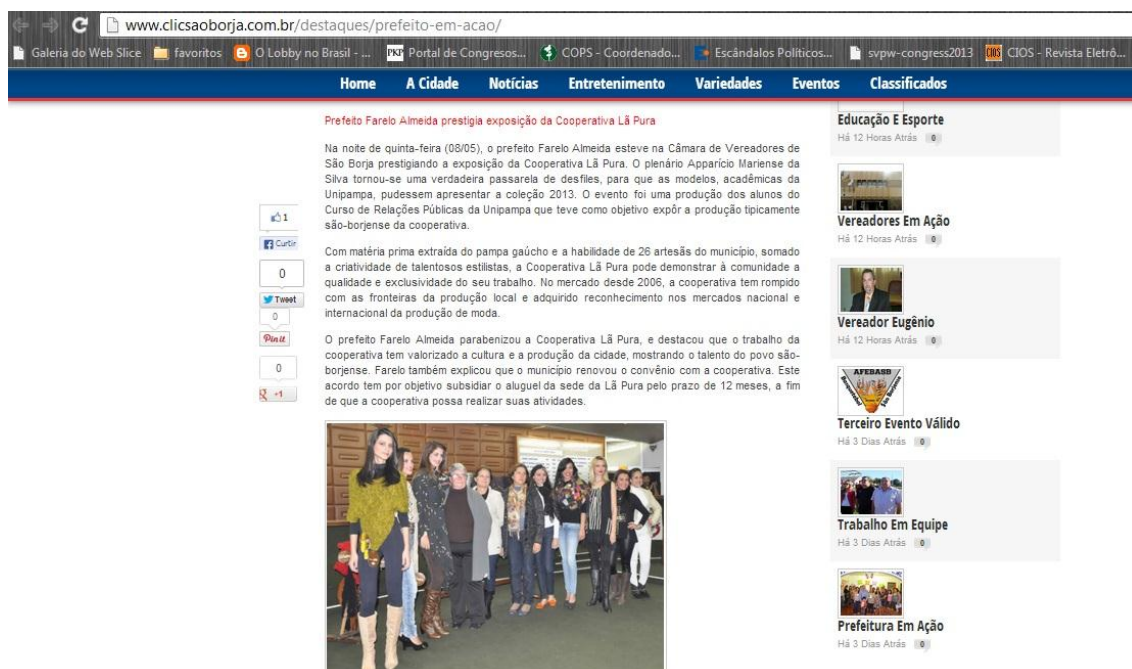 www.clicsaoborja.com.br/destaques/prefeito-em-acao/
Galeria do Web Slice favoritos O Lobby no Brasil - ... PKP Portal de Congresos... COPS - Coordenado... Escândalos Políticos... svpw-congress2013 CIOS CIOS - Revista Eletrô...
Home A Cidade Notícias Entretenimento Variedades Eventos Classificados
Prefeito Farelo Almeida prestigia exposição da Cooperativa Lã Pura
Na noite de quinta-feira (08/05), o prefeito Farelo Almeida esteve na Câmara de Vereadores de
São Borja prestigiando a exposição da Cooperativa Lã Pura. O plenário Apparício Mariense da
Silva tornou-se uma verdadeira passarela de desfiles, para que as modelos, acadêmicas da
Unipampa, pudessem apresentar a coleção 2013. O evento foi uma produção dos alunos do
Curso de Relações Públicas da Unipampa que teve como objetivo expôr a produção tipicamente
são-borjense da cooperativa.
Com matéria prima extraída do pampa gaúcho e a habilidade de 26 artesãs do município, somado
a criatividade de talentosos estilistas, a Cooperativa Lã Pura pode demonstrar à comunidade a
qualidade e exclusividade do seu trabalho. No mercado desde 2006, a cooperativa tem rompido
com as fronteiras da produção local e adquirido reconhecimento nos mercados nacional e
internacional da produção de moda.
O prefeito Farelo Almeida parabenizou a Cooperativa Lã Pura, e destacou que o trabalho da
cooperativa tem valorizado a cultura e a produção da cidade, mostrando o talento do povo são-
borjense. Farelo também explicou que o município renovou o convênio com a cooperativa. Este
acordo tem por objetivo subsidiar o aluguel da sede da Lã Pura pelo prazo de 12 meses, a fim
de que a cooperativa possa realizar suas atividades.
1
Curtir
0
Tweet
0
Pin it
0
+1
Educação E Esporte
Há 12 Horas Atrás 0
Vereadores Em Ação
Há 12 Horas Atrás 0
Vereador Eugênio
Há 12 Horas Atrás 0
AFEBASB
Terceiro Evento Válido
Há 3 Dias Atrás 0
Trabalho Em Equipe
Há 3 Dias Atrás 0
Prefeitura Em Ação
Há 3 Dias Atrás 0